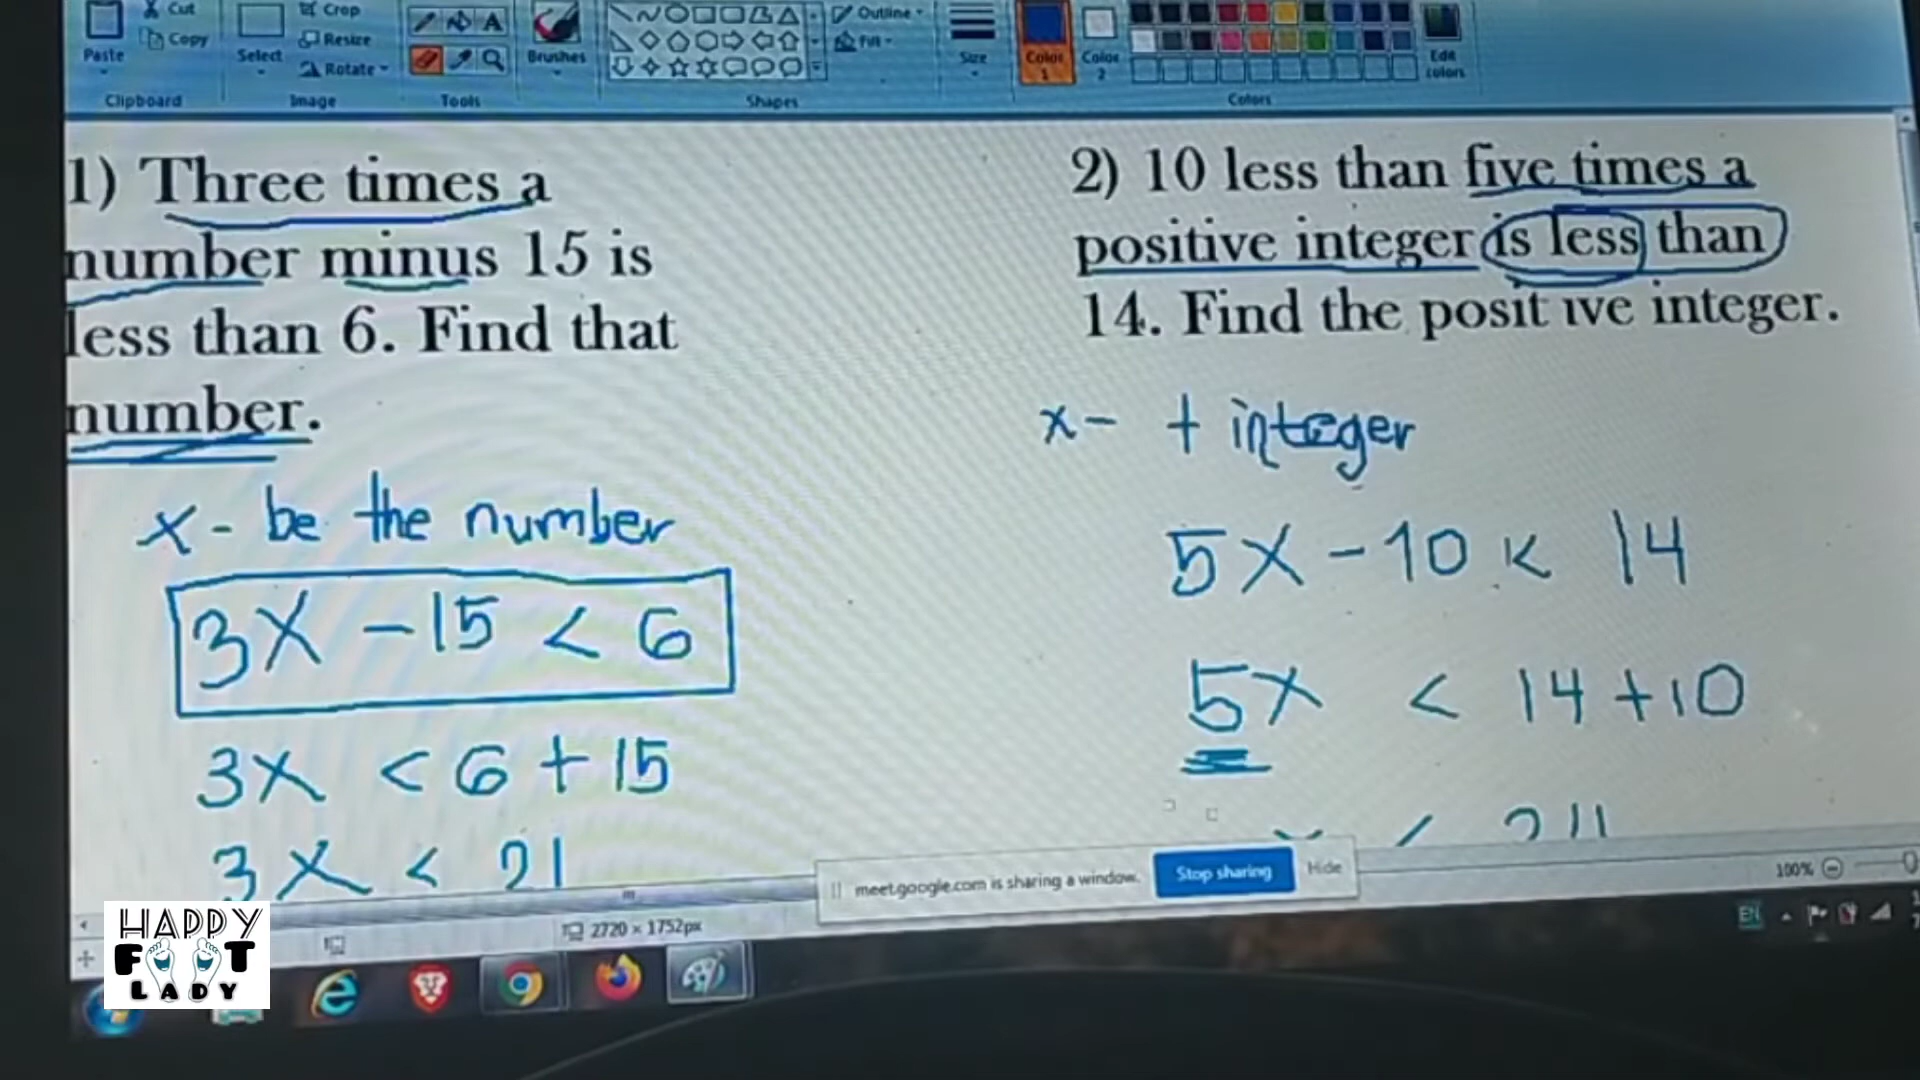 Cut
Copy
Paste
Clipboard
Select
Crop
Resize
Rotate
Image
A
Tools
Brushes
Shapes
Outline
Fill
Size
Color
1
Color
2
Edit
colors
Colors
1) Three times a
number minus 15 is
less than 6. Find that
number.
x - be the number
3x - 15 < 6
3x < 6 + 15
3x < 21
2) 10 less than five times a
positive integer is less than
14. Find the posit ive integer.
x - + integer
5x - 10 < 14
5x < 14 + 10
meet.google.com is sharing a window.
Stop sharing
Hide
100%
2720 × 1752px
EN
HAPPY
FOOT
LADY